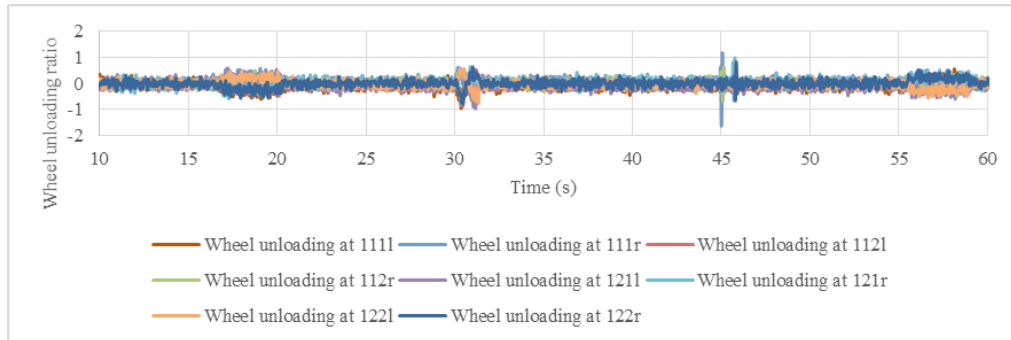 Wheel unloading ratio
2
1
0
-1
-2
10 15 20 25 30 35 40 45 50 55 60
Time (s)
Wheel unloading at 111l Wheel unloading at 111r Wheel unloading at 112l
Wheel unloading at 112r Wheel unloading at 121l Wheel unloading at 121r
Wheel unloading at 122l Wheel unloading at 122r